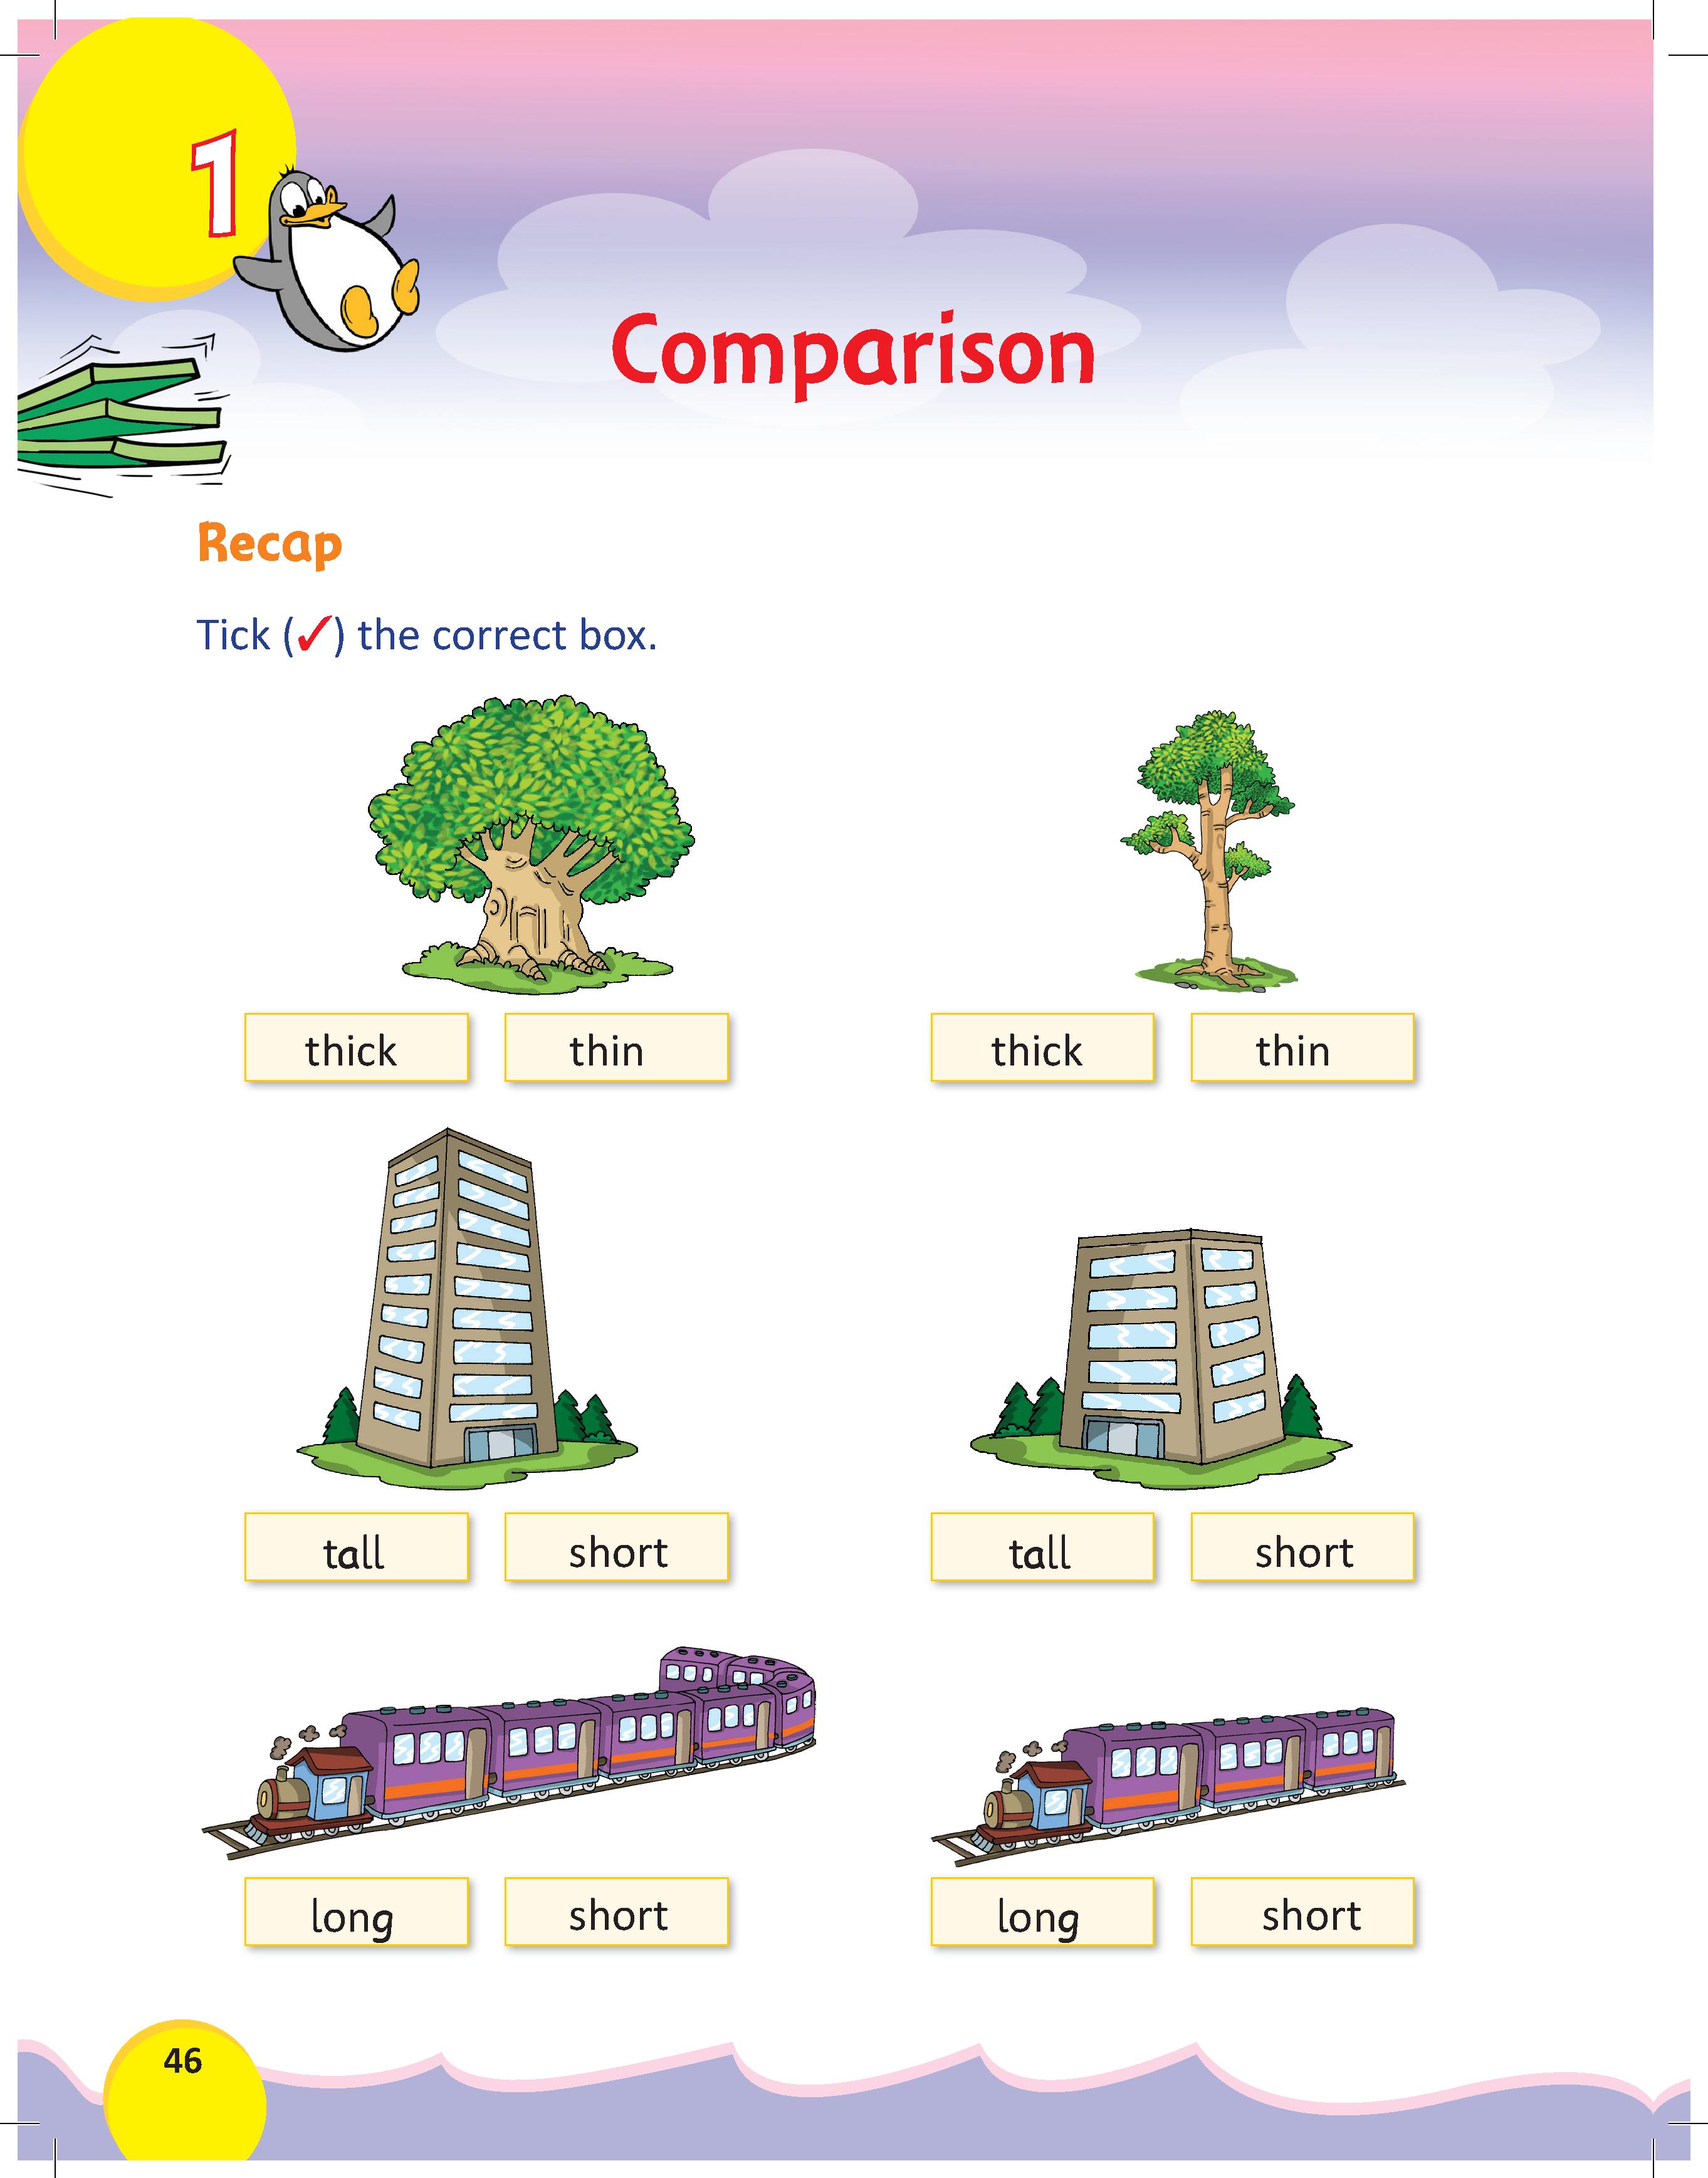 1
Comparison
Recap
Tick (✓) the correct box.
thick thin thick thin
tall short tall short
long short long short
46